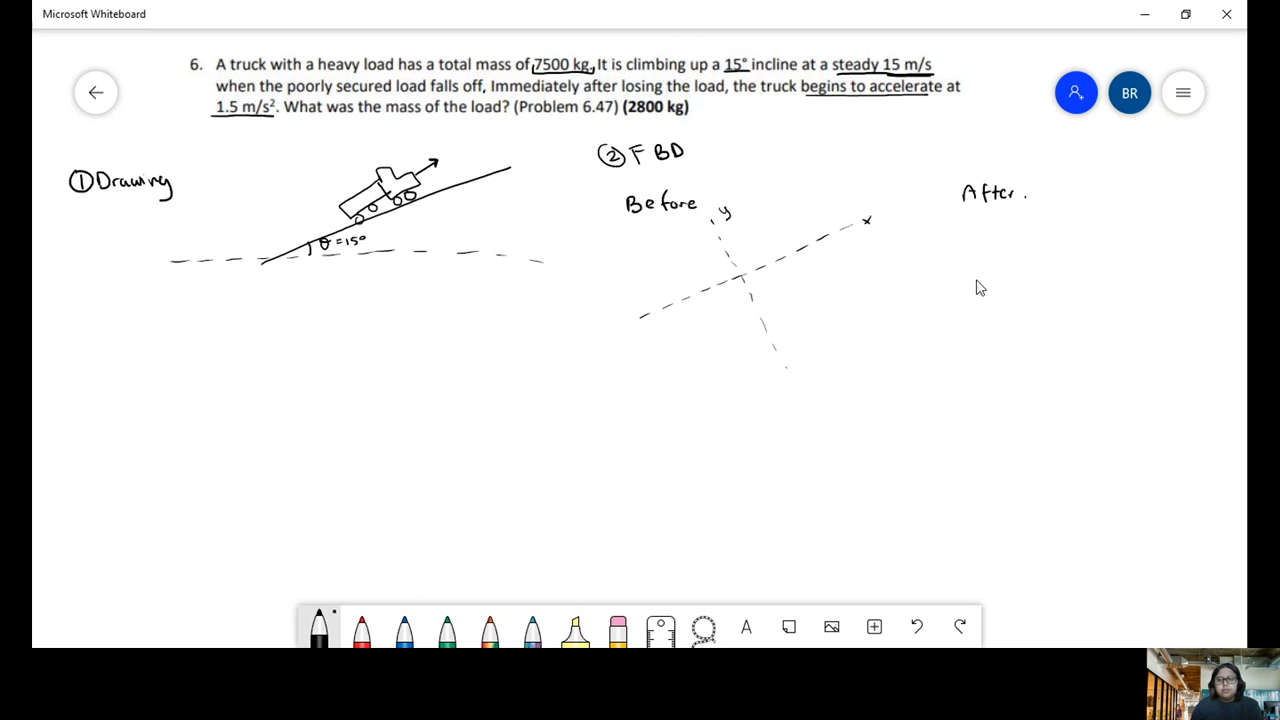 Microsoft Whiteboard
6. A truck with a heavy load has a total mass of 7500 kg. It is climbing up a 15° incline at a steady 15 m/s
when the poorly secured load falls off. Immediately after losing the load, the truck begins to accelerate at
1.5 m/s². What was the mass of the load? (Problem 6.47) (2800 kg)
BR
① Drawing
② FBD
Before
After.
y
x
θ = 15°
A